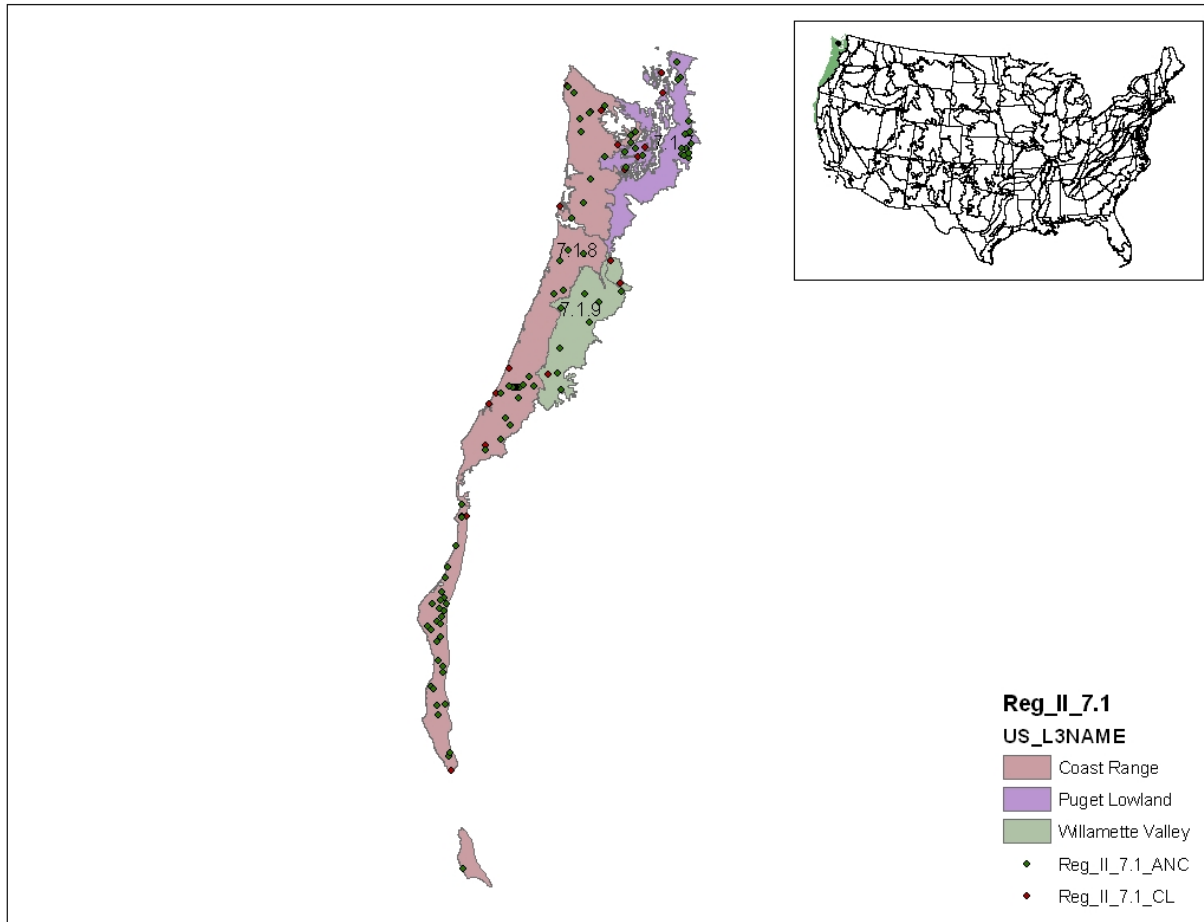 1
7.1.8
7.1.9
Reg_II_7.1
US_L3NAME
Coast Range
Puget Lowland
Willamette Valley
Reg_II_7.1_ANC
Reg_II_7.1_CL